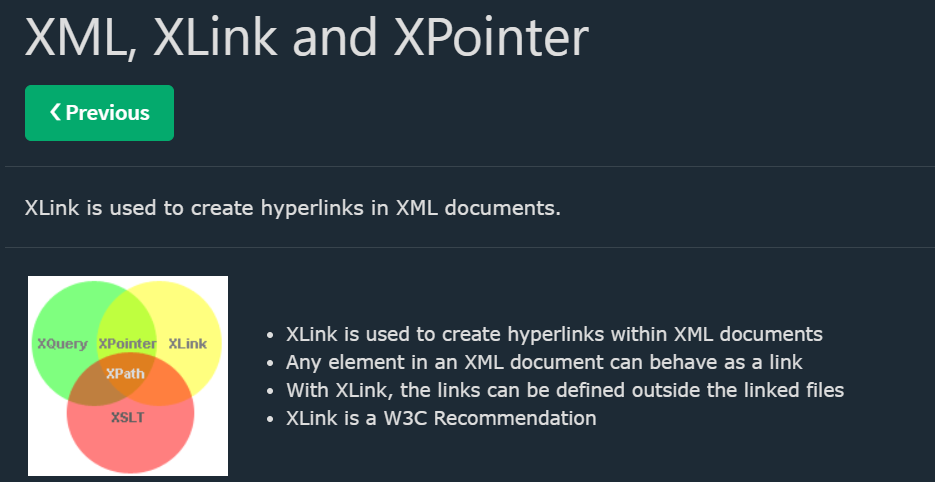 XML, XLink and XPointer
❮ Previous
XLink is used to create hyperlinks in XML documents.
XQuery XPointer XLink
XPath
XSLT
• XLink is used to create hyperlinks within XML documents
• Any element in an XML document can behave as a link
• With XLink, the links can be defined outside the linked files
• XLink is a W3C Recommendation